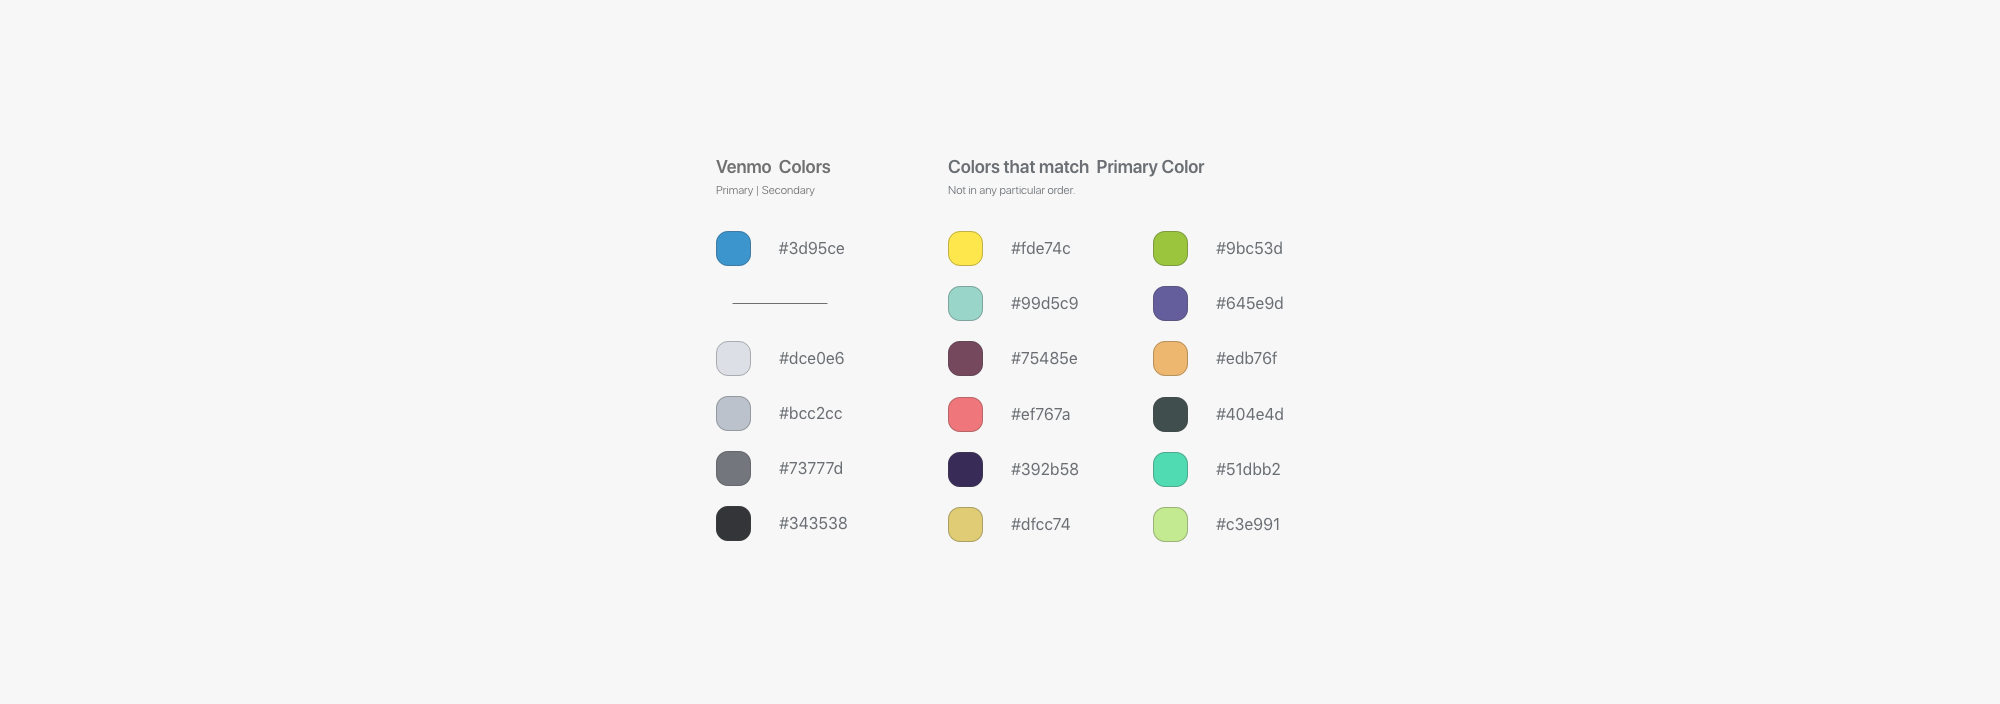 Venmo Colors
Primary | Secondary
#3d95ce
#dce0e6
#bcc2cc
#73777d
#343538
Colors that match Primary Color
Not in any particular order.
#fde74c
#99d5c9
#75485e
#ef767a
#392b58
#dfcc74
#9bc53d
#645e9d
#edb76f
#404e4d
#51dbb2
#c3e991